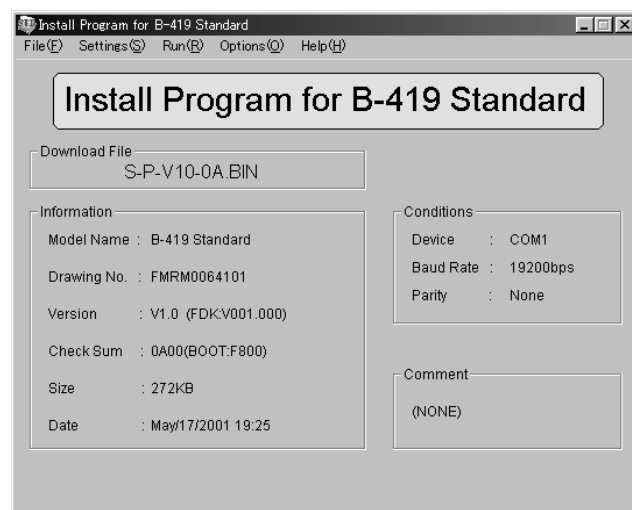 Install Program for B-419 Standard
File(F) Settings(S) Run(R) Options(O) Help(H)
Install Program for B-419 Standard
Download File
S-P-V10-0A.BIN
Information
Model Name : B-419 Standard
Drawing No. : FMRM0064101
Version : V1.0 (FDK:V001.000)
Check Sum : 0A00(BOOT:F800)
Size : 272KB
Date : May/17/2001 19:25
Conditions
Device : COM1
Baud Rate : 19200bps
Parity : None
Comment
(NONE)